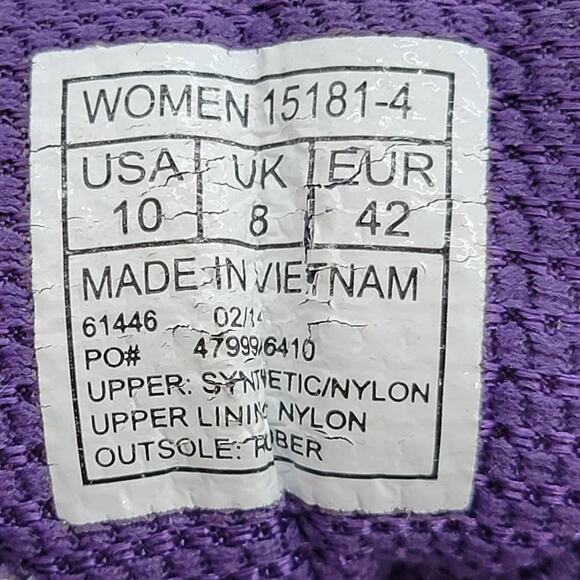 WOMEN 15181-4
USA UK EUR
10 8 42
MADE IN VIETNAM
61446 02/14
PO# 47999/6410
UPPER: SYNTHETIC/NYLON
UPPER LINING NYLON
OUTSOLE: RUBBER